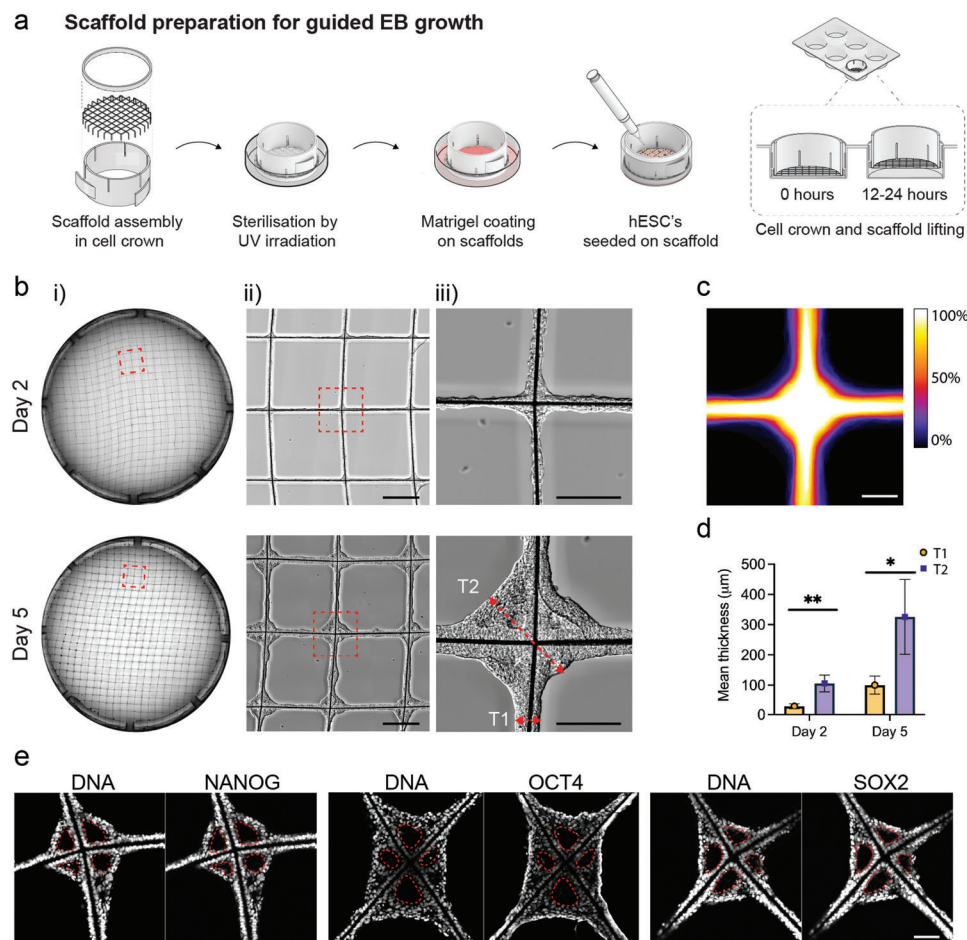 a Scaffold preparation for guided EB growth
Scaffold assembly
in cell crown
Sterilisation by
UV irradiation
Matrigel coating
on scaffolds
hESC's
seeded on scaffold
0 hours
12-24 hours
Cell crown and scaffold lifting
b i) ii) iii)
Day 2
Day 5
T2
T1
c
100%
50%
0%
d
T1
T2
Mean thickness (μm)
500
400
300
200
100
0
**
*
Day 2
Day 5
e
DNA NANOG DNA OCT4 DNA SOX2